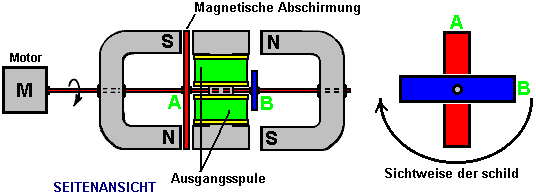 Magnetische Abschirmung
Motor
M
S
N
N
S
A
B
Ausgangsspule
SEITENANSICHT
A
B
Sichtweise der schild